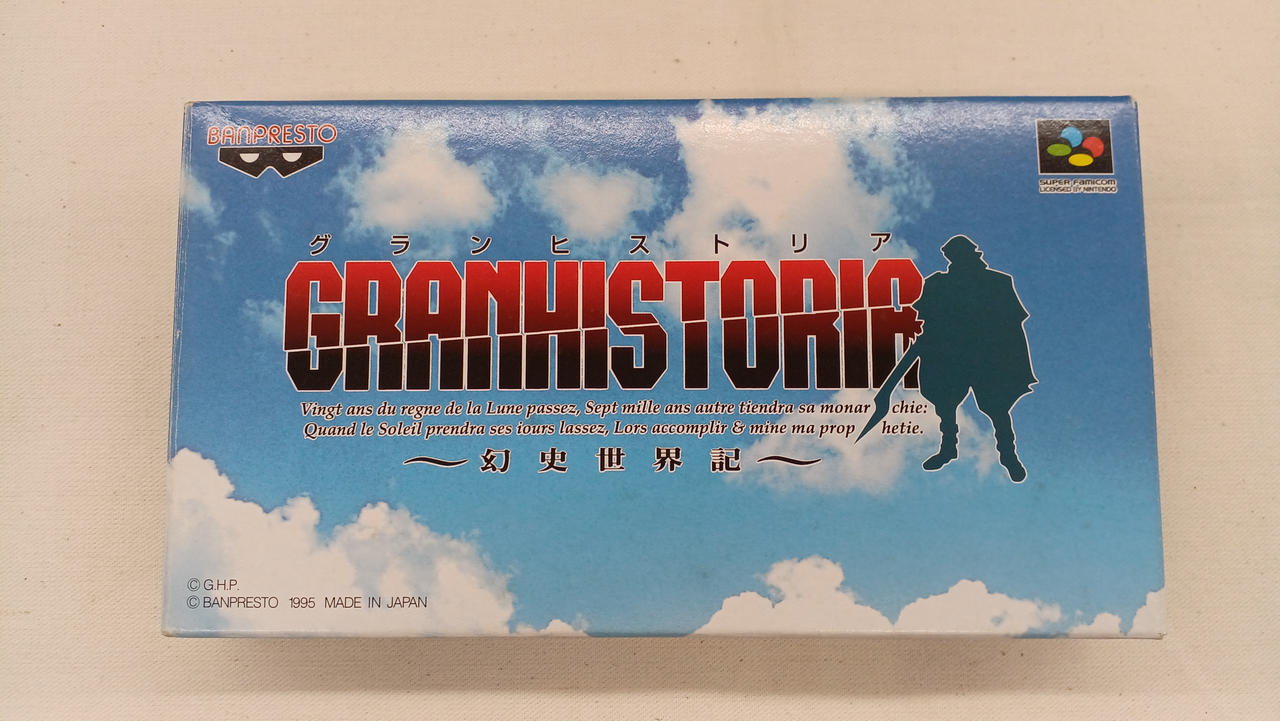 BANPRESTO
SUPER FAMICOM
LICENSED BY NINTENDO
グランヒストリア
GRANHISTORIA
Vingt ans du regne de la Lune passez, Sept mille ans autre tiendra sa monar chie:
Quand le Soleil prendra ses iours lassez, Lors accomplir & mine ma prop hetie.
～幻史世界記～
© G.H.P.
© BANPRESTO 1995 MADE IN JAPAN